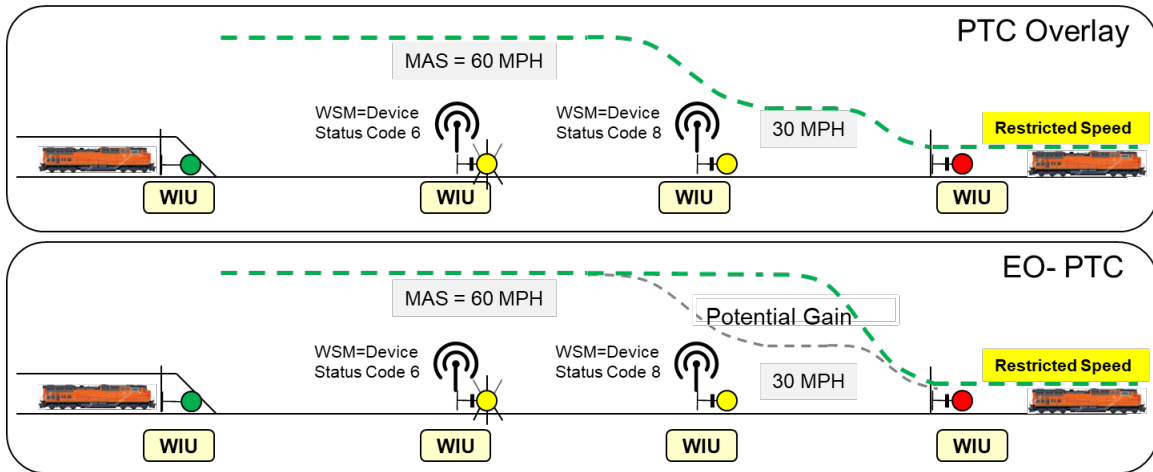 PTC Overlay
MAS = 60 MPH
WSM=Device
Status Code 6
WSM=Device
Status Code 8
30 MPH
Restricted Speed
WIU
WIU
WIU
WIU
EO- PTC
MAS = 60 MPH
Potential Gain
WSM=Device
Status Code 6
WSM=Device
Status Code 8
30 MPH
Restricted Speed
WIU
WIU
WIU
WIU